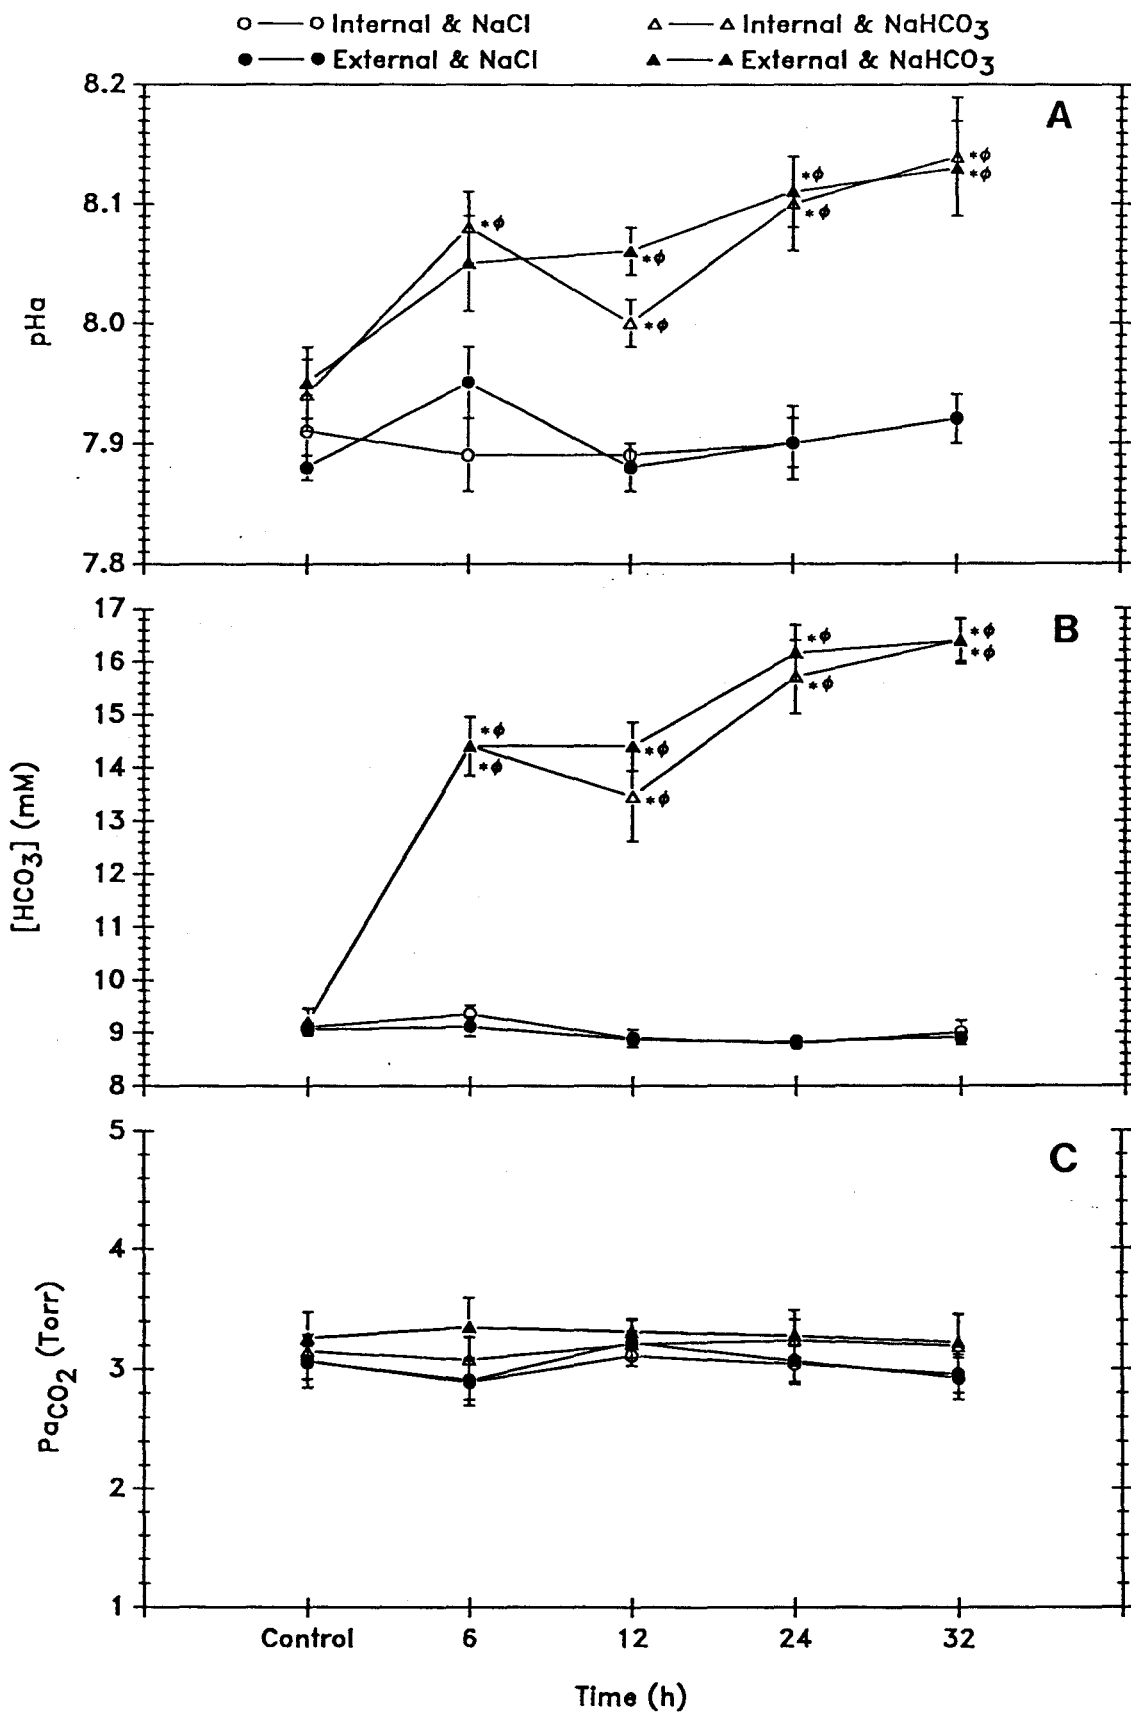 Internal & NaCl
Internal & NaHCO3
External & NaCl
External & NaHCO3
A
8.2
8.1
8.0
7.9
7.8
pHa
*ϕ
*ϕ
*ϕ
*ϕ
*ϕ
*ϕ
*ϕ
B
17
16
15
14
13
12
11
10
9
8
[HCO3] (mM)
*ϕ
*ϕ
*ϕ
*ϕ
*ϕ
*ϕ
*ϕ
*ϕ
C
5
4
3
2
1
PaCO2 (Torr)
Control 6 12 24 32
Time (h)